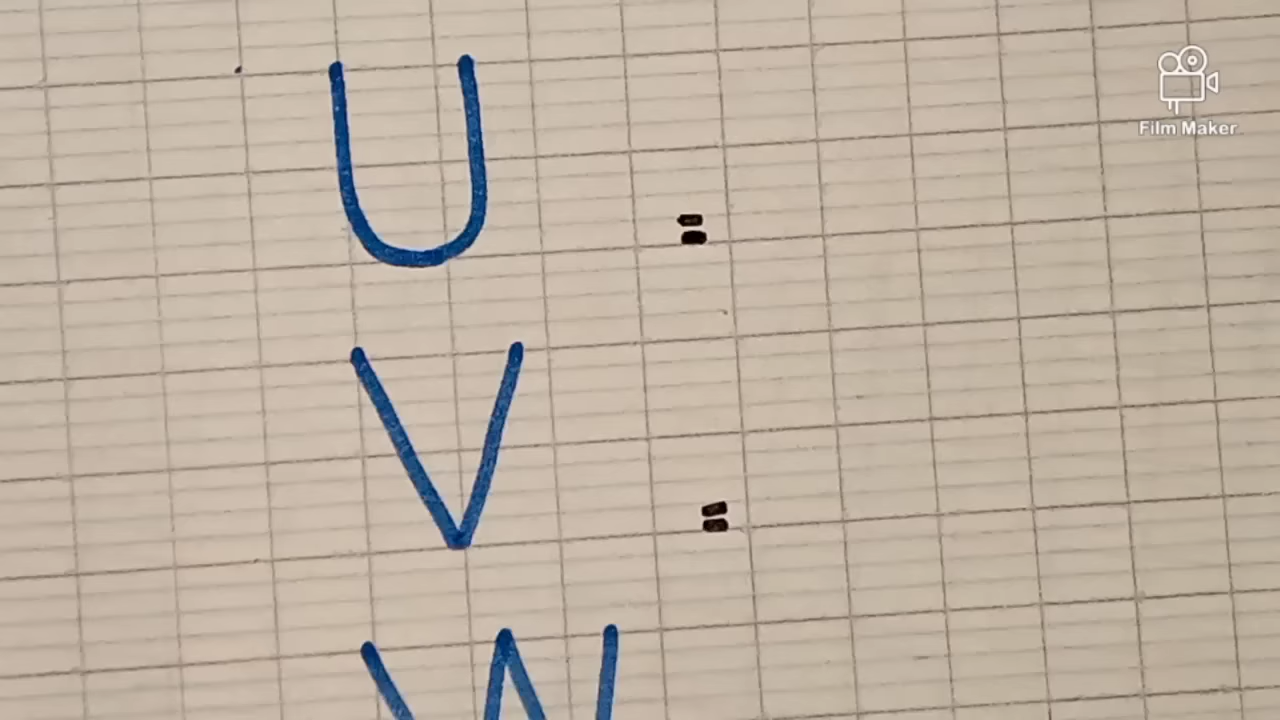 U =
Film Maker
V =
W